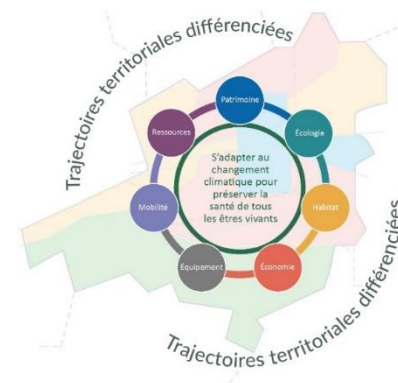 Trajectoires territoriales différenciées
Patrimoine
Ressources
Écologie
S'adapter au
changement
climatique pour
préserver la
santé de tous
les êtres vivants
Mobilité
Habitat
Équipement
Économie
Trajectoires territoriales différenciées